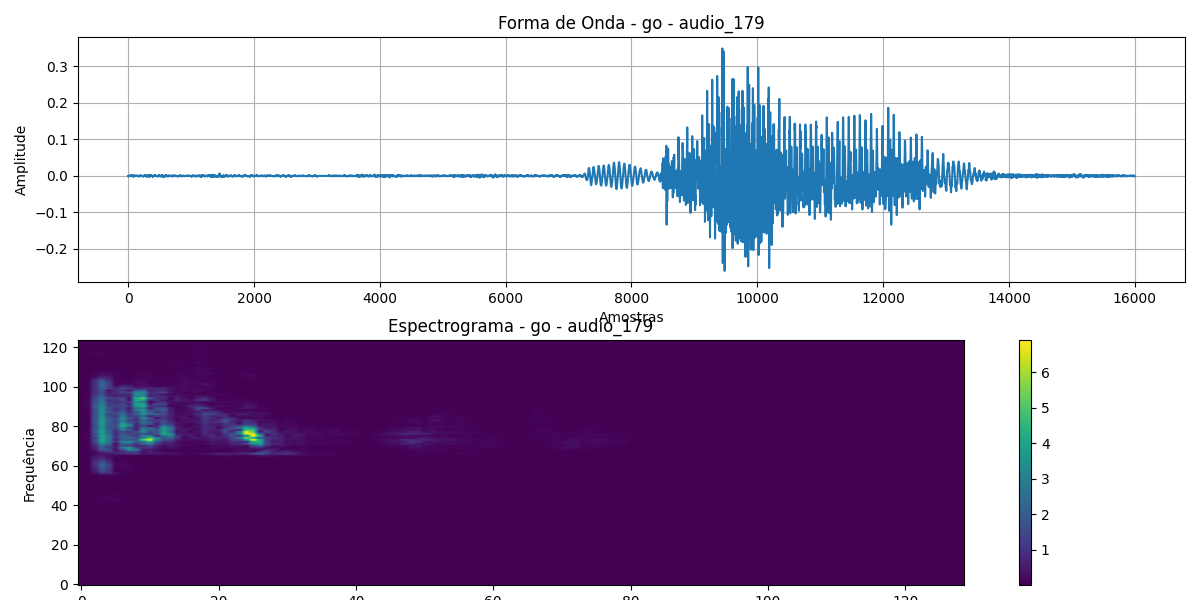 Forma de Onda - go - audio_179
0.3
0.2
0.1
0.0
−0.1
−0.2
Amplitude
0 2000 4000 6000 8000 10000 12000 14000 16000
Amostras
Espectrograma - go - audio_179
120
100
80
60
40
20
0
Frequência
0 20 40 60 80 100 120
6
5
4
3
2
1